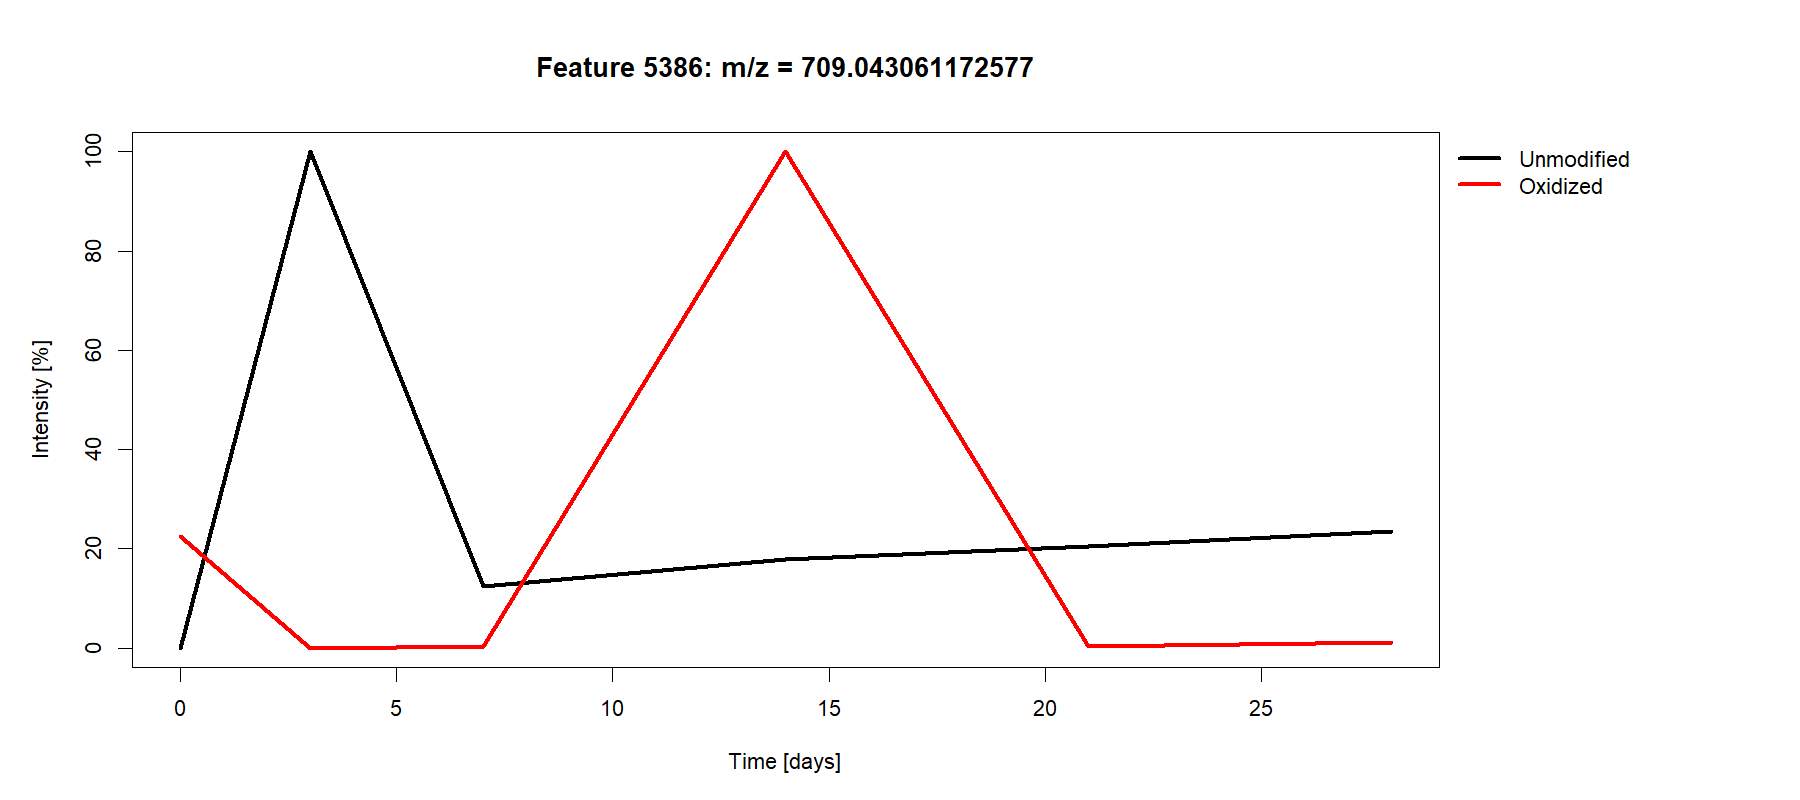 Feature 5386: m/z = 709.043061172577
Unmodified
Oxidized
100
80
60
40
20
0
Intensity [%]
0 5 10 15 20 25
Time [days]